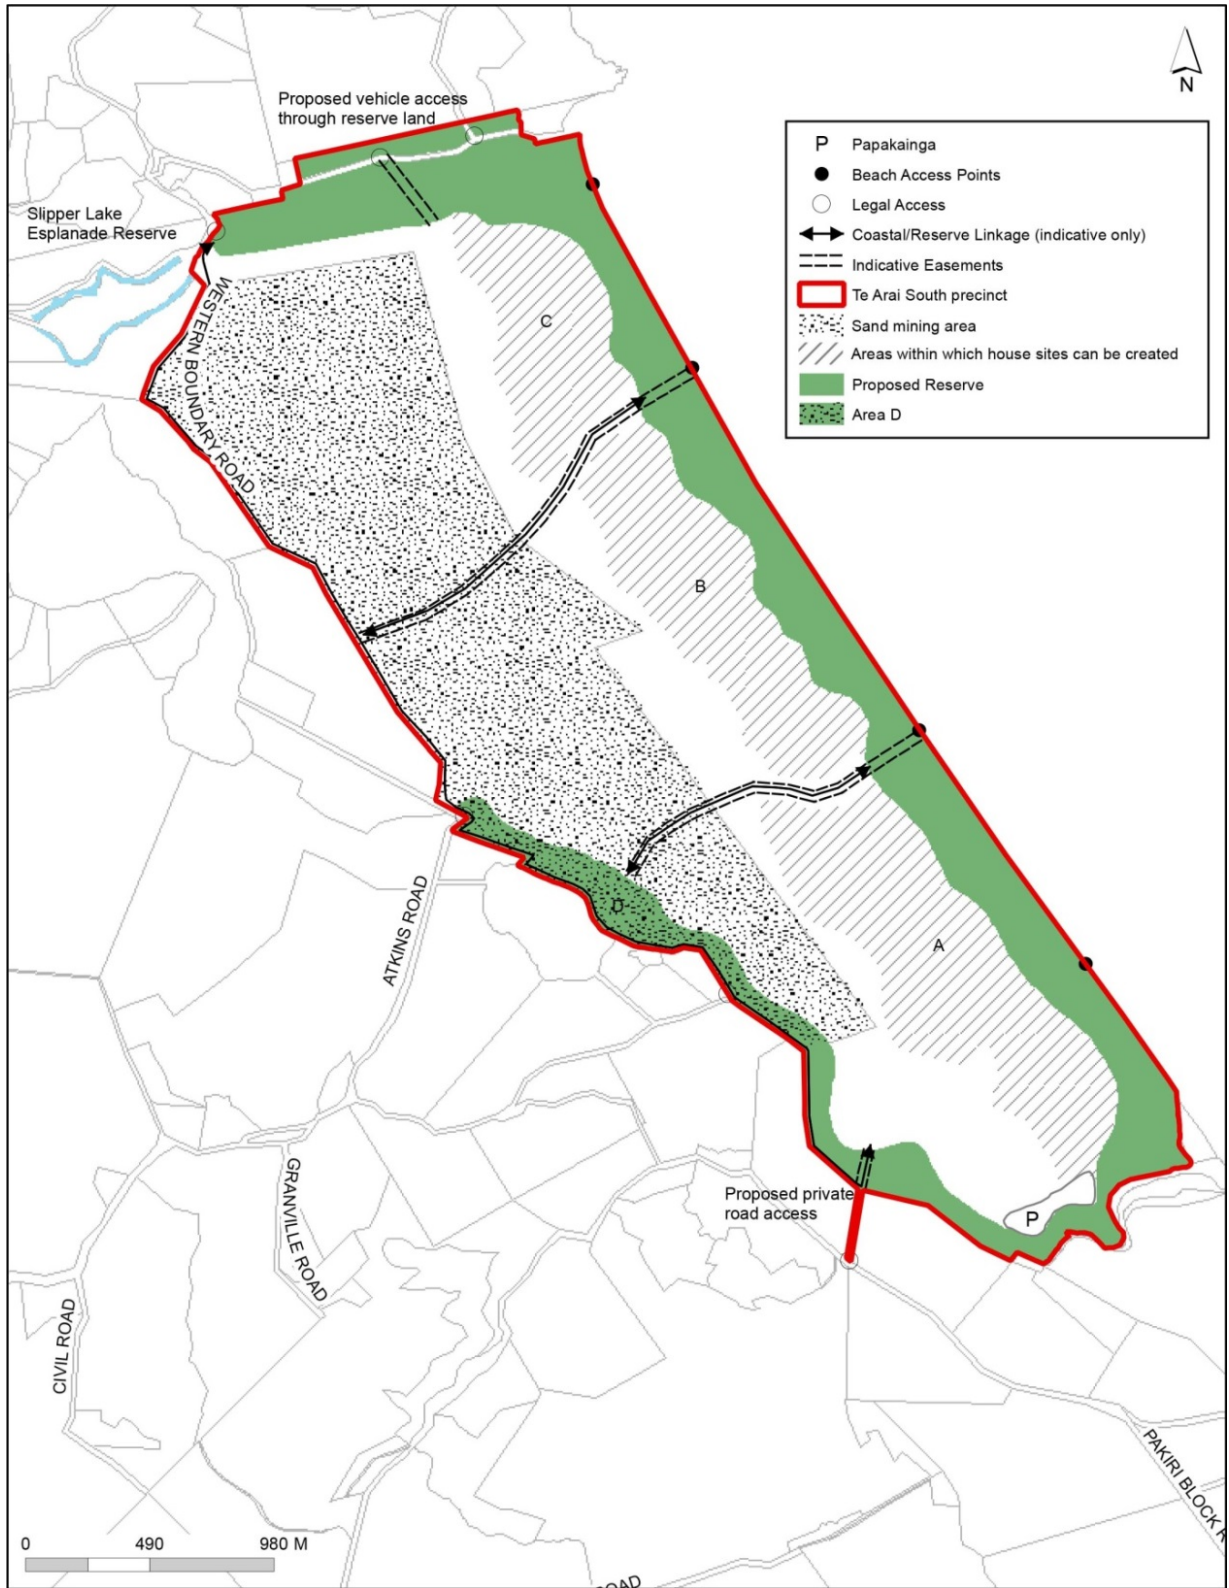 N
Proposed vehicle access
through reserve land
P Papakainga
Beach Access Points
Legal Access
Coastal/Reserve Linkage (indicative only)
Indicative Easements
Te Arai South precinct
Sand mining area
Areas within which house sites can be created
Proposed Reserve
Area D
Slipper Lake
Esplanade Reserve
WESTERN BOUNDARY ROAD
C
B
A
D
ATKINS ROAD
GRANVILLE ROAD
CIVIL ROAD
Proposed private
road access
P
PAKIRI BLOCK R
0 490 980 M
OAD